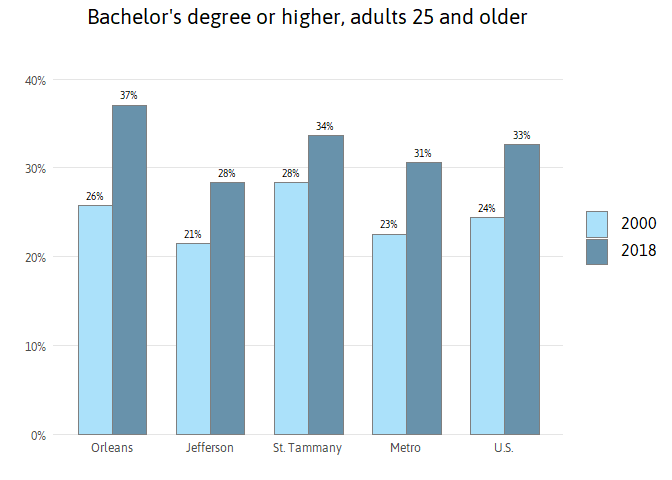 Bachelor's degree or higher, adults 25 and older
40%
30%
20%
10%
0%
26%
37%
21%
28%
28%
34%
23%
31%
24%
33%
Orleans
Jefferson
St. Tammany
Metro
U.S.
2000
2018